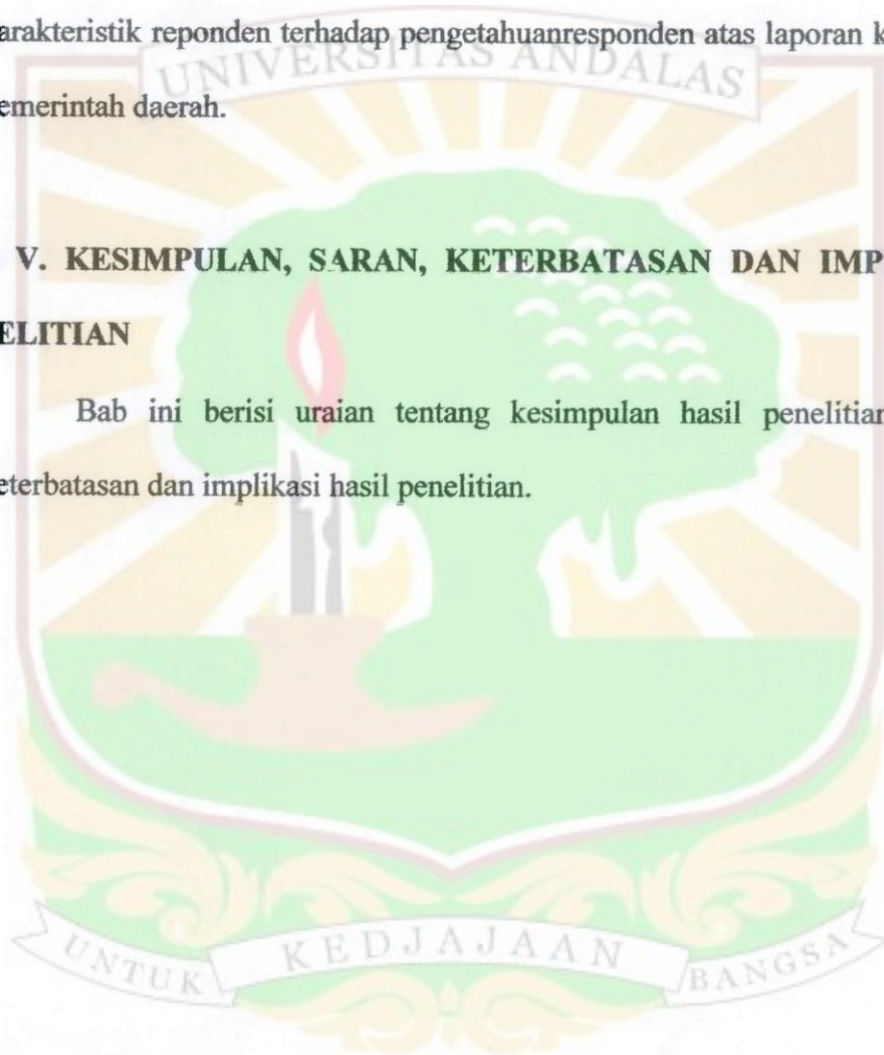 arakteristik reponden terhadap pengetahuanresponden atas laporan k
UNIVERSITAS ANDALAS
emerintah daerah.
V. KESIMPULAN, SARAN, KETERBATASAN DAN IMP
ELITIAN
Bab ini berisi uraian tentang kesimpulan hasil penelitian
eterbatasan dan implikasi hasil penelitian.
UNTUK KEDJAJAAN BANGSA